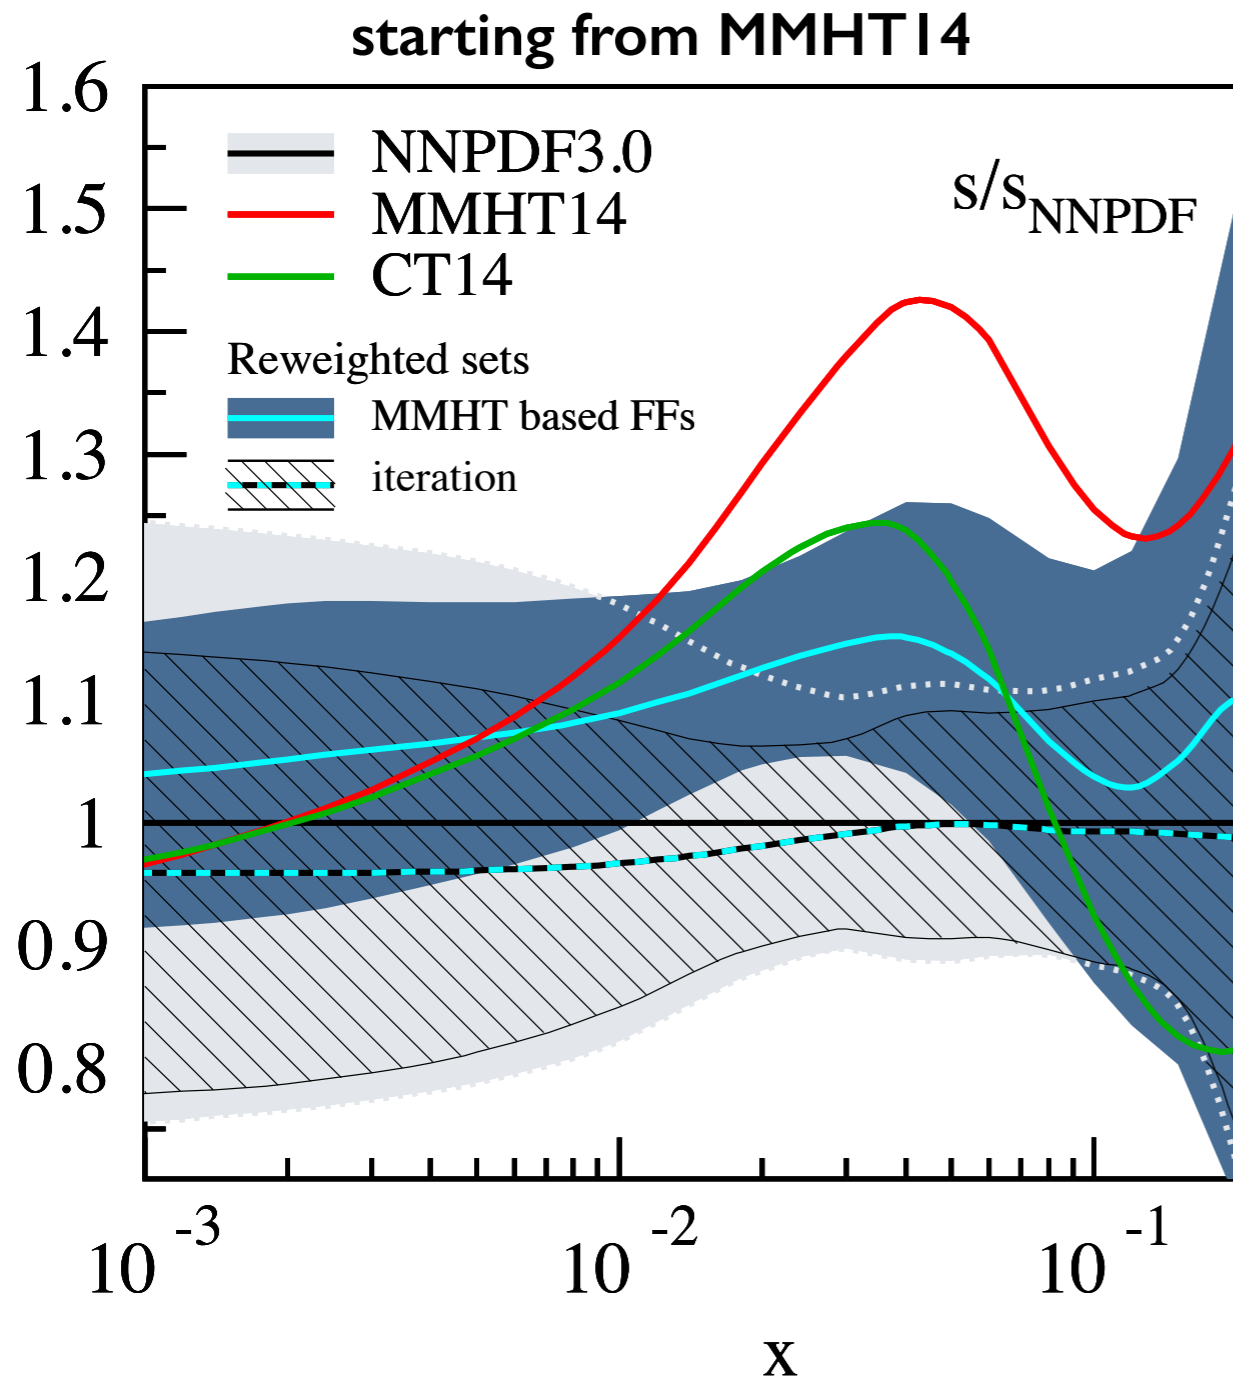 starting from MMHT14
1.6
1.5
1.4
1.3
1.2
1.1
1
0.9
0.8
NNPDF3.0
MMHT14
CT14
s/sNNPDF
Reweighted sets
MMHT based FFs
iteration
10-3
10-2
10-1
x